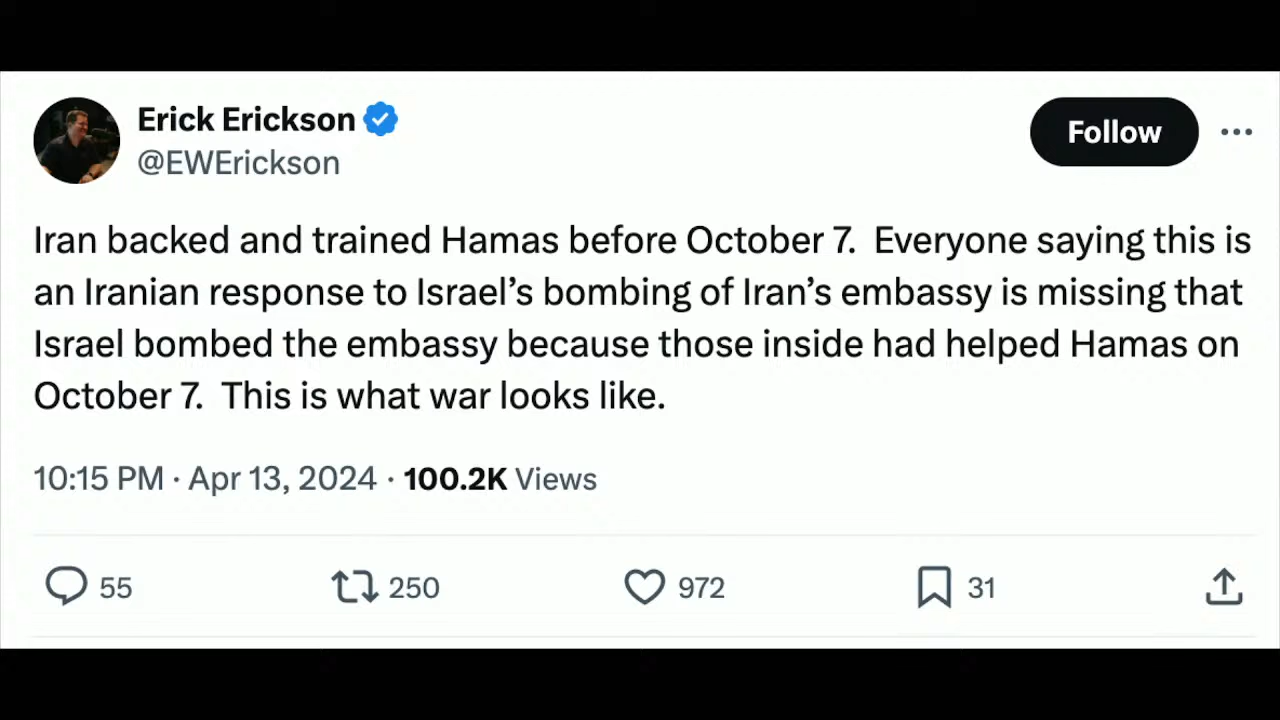 Erick Erickson
@EWErickson
Follow
Iran backed and trained Hamas before October 7.  Everyone saying this is
an Iranian response to Israel’s bombing of Iran’s embassy is missing that
Israel bombed the embassy because those inside had helped Hamas on
October 7.  This is what war looks like.
10:15 PM · Apr 13, 2024 · 100.2K Views
55 250 972 31